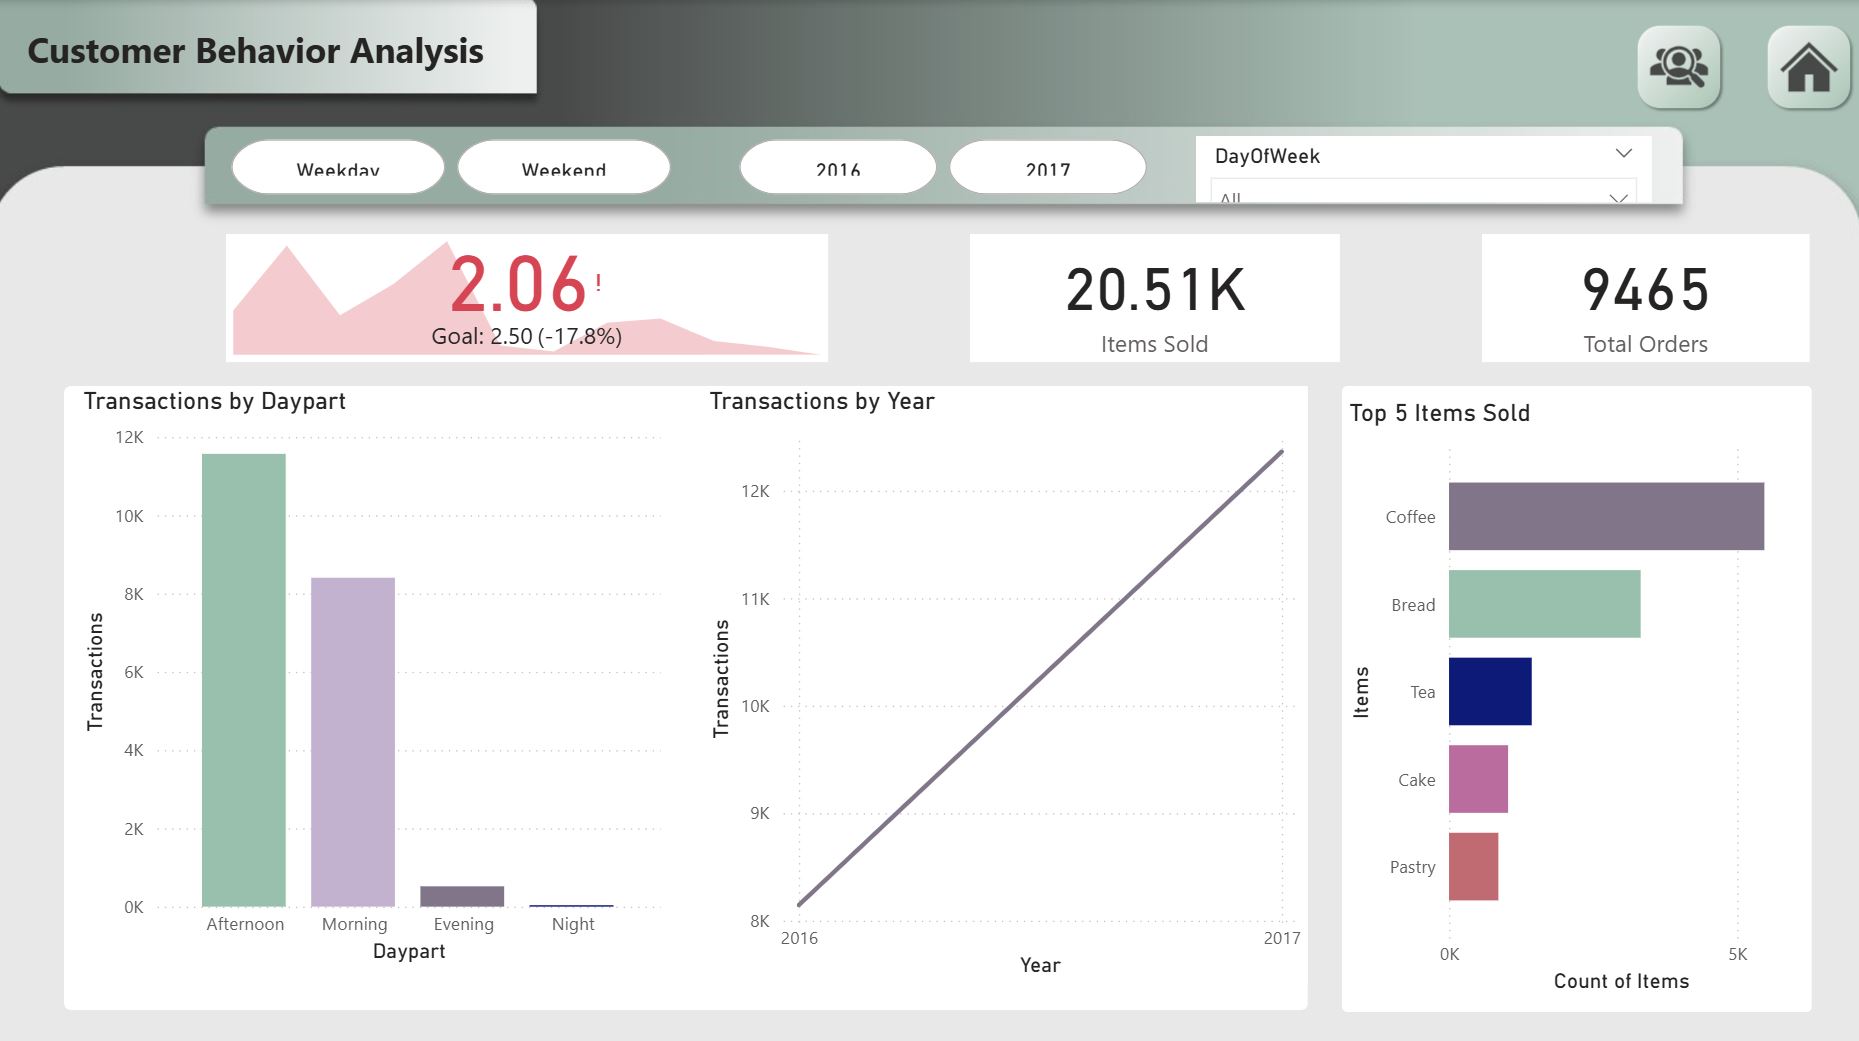 Customer Behavior Analysis
Weekday
Weekend
2016
2017
DayOfWeek
All
2.06!
Goal: 2.50 (-17.8%)
20.51K
Items Sold
9465
Total Orders
Transactions by Daypart
12K
10K
8K
6K
4K
2K
0K
Transactions
Afternoon
Morning
Evening
Night
Daypart
Transactions by Year
12K
11K
10K
9K
8K
Transactions
2016
2017
Year
Top 5 Items Sold
Items
Coffee
Bread
Tea
Cake
Pastry
0K
5K
Count of Items